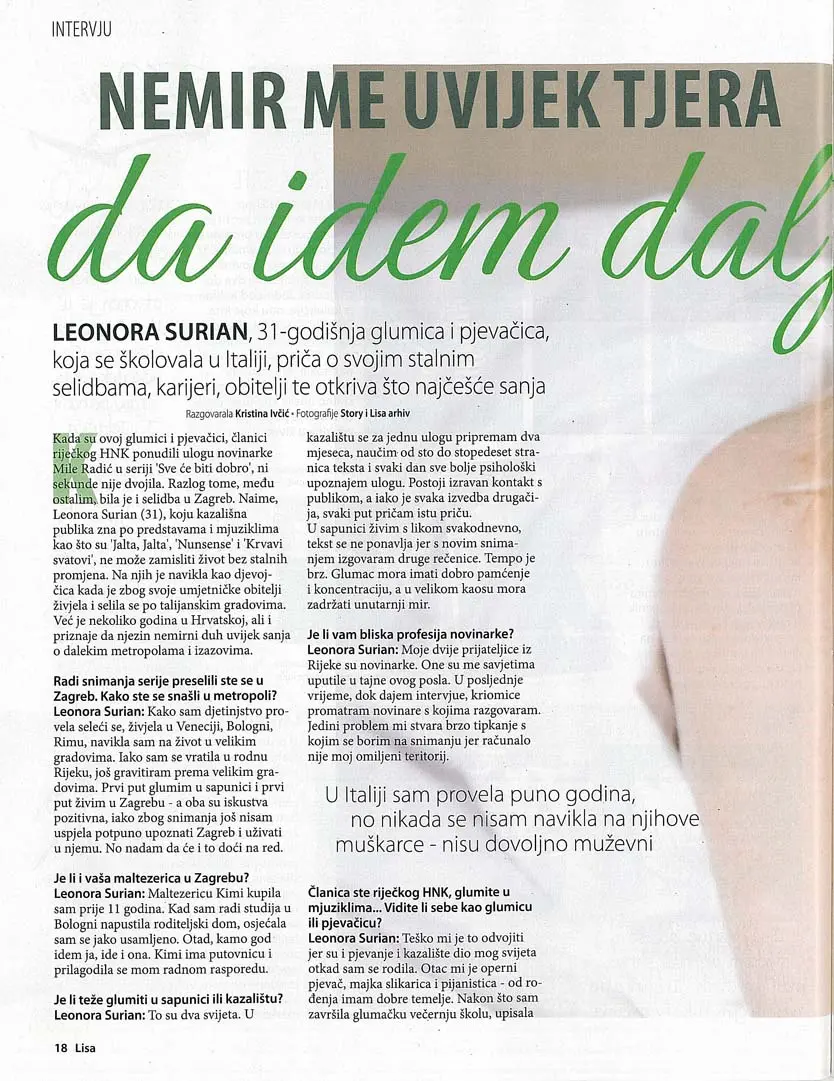 INTERVJU
NEMIR ME UVIJEK TJERA
da idem dalj
LEONORA SURIAN, 31-godišnja glumica i pjevačica,
koja se školovala u Italiji, priča o svojim stalnim
selidbama, karijeri, obitelji te otkriva što najčešće sanja
Razgovarala Kristina Ivčić • Fotografije Story i Lisa arhiv
Kada su ovoj glumici i pjevačici, članici
riječkog HNK ponudili ulogu novinarke
Mile Radić u seriji 'Sve će biti dobro', ni
sekunde nije dvojila. Razlog tome, među
ostalim, bila je i selidba u Zagreb. Naime,
Leonora Surian (31), koju kazališna
publika zna po predstavama i mjuziklima
kao što su 'Jalta, Jalta', 'Nunsense' i 'Krvavi
svatovi', ne može zamisliti život bez stalnih
promjena. Na njih je navikla kao djevoj-
čica kada je zbog svoje umjetničke obitelji
živjela i selila se po talijanskim gradovima.
Već je nekoliko godina u Hrvatskoj, ali i
priznaje da njezin nemirni duh uvijek sanja
o dalekim metropolama i izazovima.
Radi snimanja serije preselili ste se u
Zagreb. Kako ste se snašli u metropoli?
Leonora Surian: Kako sam djetinjstvo pro-
vela seleći se, živjela u Veneciji, Bologni,
Rimu, navikla sam na život u velikim
gradovima. Iako sam se vratila u rodnu
Rijeku, još gravitiram prema velikim gra-
dovima. Prvi put glumim u sapunici i prvi
put živim u Zagrebu - a oba su iskustva
pozitivna, iako zbog snimanja još nisam
uspjela potpuno upoznati Zagreb i uživati
u njemu. No nadam da će i to doći na red.
Je li i vaša maltezerica u Zagrebu?
Leonora Surian: Maltezericu Kimi kupila
sam prije 11 godina. Kad sam radi studija u
Bologni napustila roditeljski dom, osjećala
sam se jako usamljeno. Otad, kamo god
idem ja, ide i ona. Kimi ima putovnicu i
prilagodila se mom radnom rasporedu.
Je li teže glumiti u sapunici ili kazalištu?
Leonora Surian: To su dva svijeta. U
kazalištu se za jednu ulogu pripremam dva
mjeseca, naučim od sto do stopedeset stra-
nica teksta i svaki dan sve bolje psihološki
upoznajem ulogu. Postoji izravan kontakt s
publikom, a iako je svaka izvedba drugači-
ja, svaki put pričam istu priču.
U sapunici živim s likom svakodnevno,
tekst se ne ponavlja jer s novim snima-
njem izgovaram druge rečenice. Tempo je
brz. Glumac mora imati dobro pamćenje
i koncentraciju, a u velikom kaosu mora
zadržati unutarnji mir.
Je li vam bliska profesija novinarke?
Leonora Surian: Moje dvije prijateljice iz
Rijeke su novinarke. One su me savjetima
uputile u tajne ovog posla. U posljednje
vrijeme, dok dajem intervjue, kriomice
promatram novinare s kojima razgovaram.
Jedini problem mi stvara brzo tipkanje s
kojim se borim na snimanju jer računalo
nije moj omiljeni teritorij.
U Italiji sam provela puno godina,
no nikada se nisam navikla na njihove
muškarce - nisu dovoljno muževni
Članica ste riječkog HNK, glumite u
mjuziklima... Vidite li sebe kao glumicu
ili pjevačicu?
Leonora Surian: Teško mi je to odvojiti
jer su i pjevanje i kazalište dio mog svijeta
otkad sam se rodila. Otac mi je operni
pjevač, majka slikarica i pijanistica - od ro-
đenja imam dobre temelje. Nakon što sam
završila glumačku večernju školu, upisala
18 Lisa